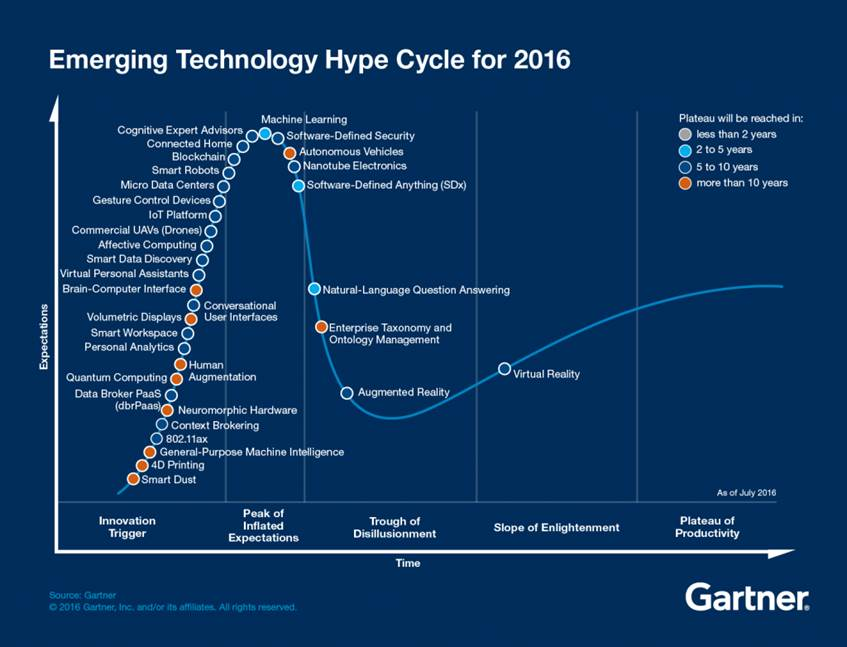 Emerging Technology Hype Cycle for 2016
Expectations
Machine Learning
Cognitive Expert Advisors
Software-Defined Security
Connected Home
Autonomous Vehicles
Blockchain
Nanotube Electronics
Smart Robots
Micro Data Centers
Software-Defined Anything (SDx)
Gesture Control Devices
IoT Platform
Commercial UAVs (Drones)
Affective Computing
Smart Data Discovery
Virtual Personal Assistants
Brain-Computer Interface
Natural-Language Question Answering
Conversational
User Interfaces
Volumetric Displays
Enterprise Taxonomy and
Ontology Management
Smart Workspace
Personal Analytics
Human
Augmentation
Quantum Computing
Virtual Reality
Augmented Reality
Data Broker PaaS
(dbrPaas)
Neuromorphic Hardware
Context Brokering
802.11ax
General-Purpose Machine Intelligence
4D Printing
Smart Dust
Plateau will be reached in:
less than 2 years
2 to 5 years
5 to 10 years
more than 10 years
As of July 2016
Innovation
Trigger
Peak of
Inflated
Expectations
Trough of
Disillusionment
Slope of Enlightenment
Plateau of
Productivity
Time
Source: Gartner
© 2016 Gartner, Inc. and/or its affiliates. All rights reserved.
Gartner®